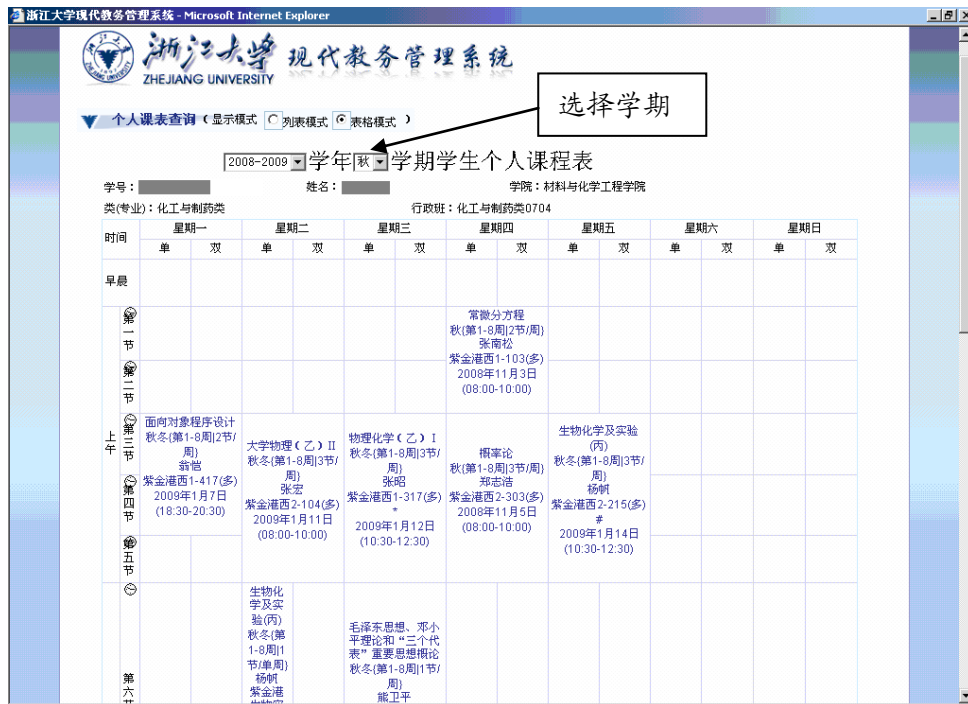 浙江大学现代教务管理系统 - Microsoft Internet Explorer
浙江大学 现代教务管理系统
ZHEJIANG UNIVERSITY
选择学期
个人课表查询（显示模式 列表模式 表格模式 ）
2008-2009 学年 秋 学期学生个人课程表
学号： 姓名： 学院：材料与化学工程学院
类(专业)：化工与制药类 行政班：化工与制药类0704
时间 星期一 星期二 星期三 星期四 星期五 星期六 星期日
单 双 单 双 单 双 单 双 单 双 单 双 单 双
早晨
上午
第一节
第二节
常微分方程
秋{第1-8周|2节/周}
张南松
紫金港西1-103(多)
2008年11月3日
(08:00-10:00)
第三节
第四节
第五节
面向对象程序设计
秋冬{第1-8周|2节/
周}
翁恺
紫金港西1-417(多)
2009年1月7日
(18:30-20:30)
大学物理（乙）II
秋冬{第1-8周|3节/
周}
张宏
紫金港西2-104(多)
2009年1月11日
(08:00-10:00)
物理化学（乙）I
秋冬{第1-8周|3节/
周}
张昭
紫金港西1-317(多)
*
2009年1月12日
(10:30-12:30)
概率论
秋{第1-8周|3节/周}
郑志浩
紫金港西2-303(多)
2008年11月5日
(08:00-10:00)
生物化学及实验
(丙)
秋冬{第1-8周|3节/
周}
杨帆
紫金港西2-215(多)
#
2009年1月14日
(10:30-12:30)
第六节
生物化
学及实
验(丙)
秋冬{第
1-8周|1
节/单周}
杨帆
紫金港
毛泽东思想、邓小
平理论和“三个代
表”重要思想概论
秋冬{第1-8周|1节/
周}
熊卫平